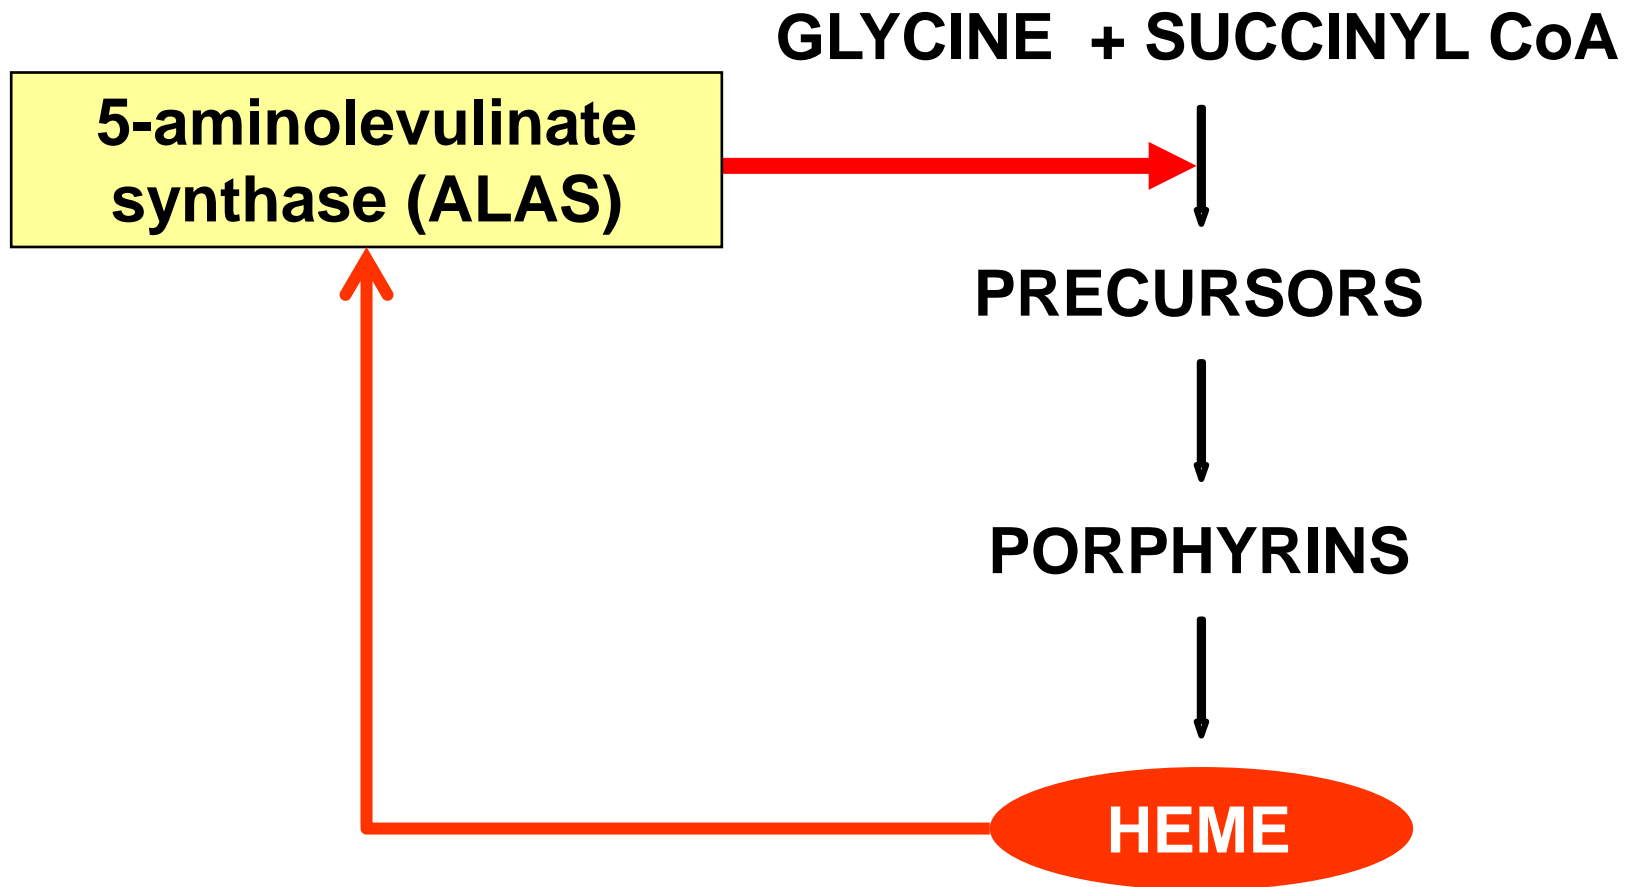 GLYCINE + SUCCINYL CoA
5-aminolevulinate
synthase (ALAS)
PRECURSORS
PORPHYRINS
HEME